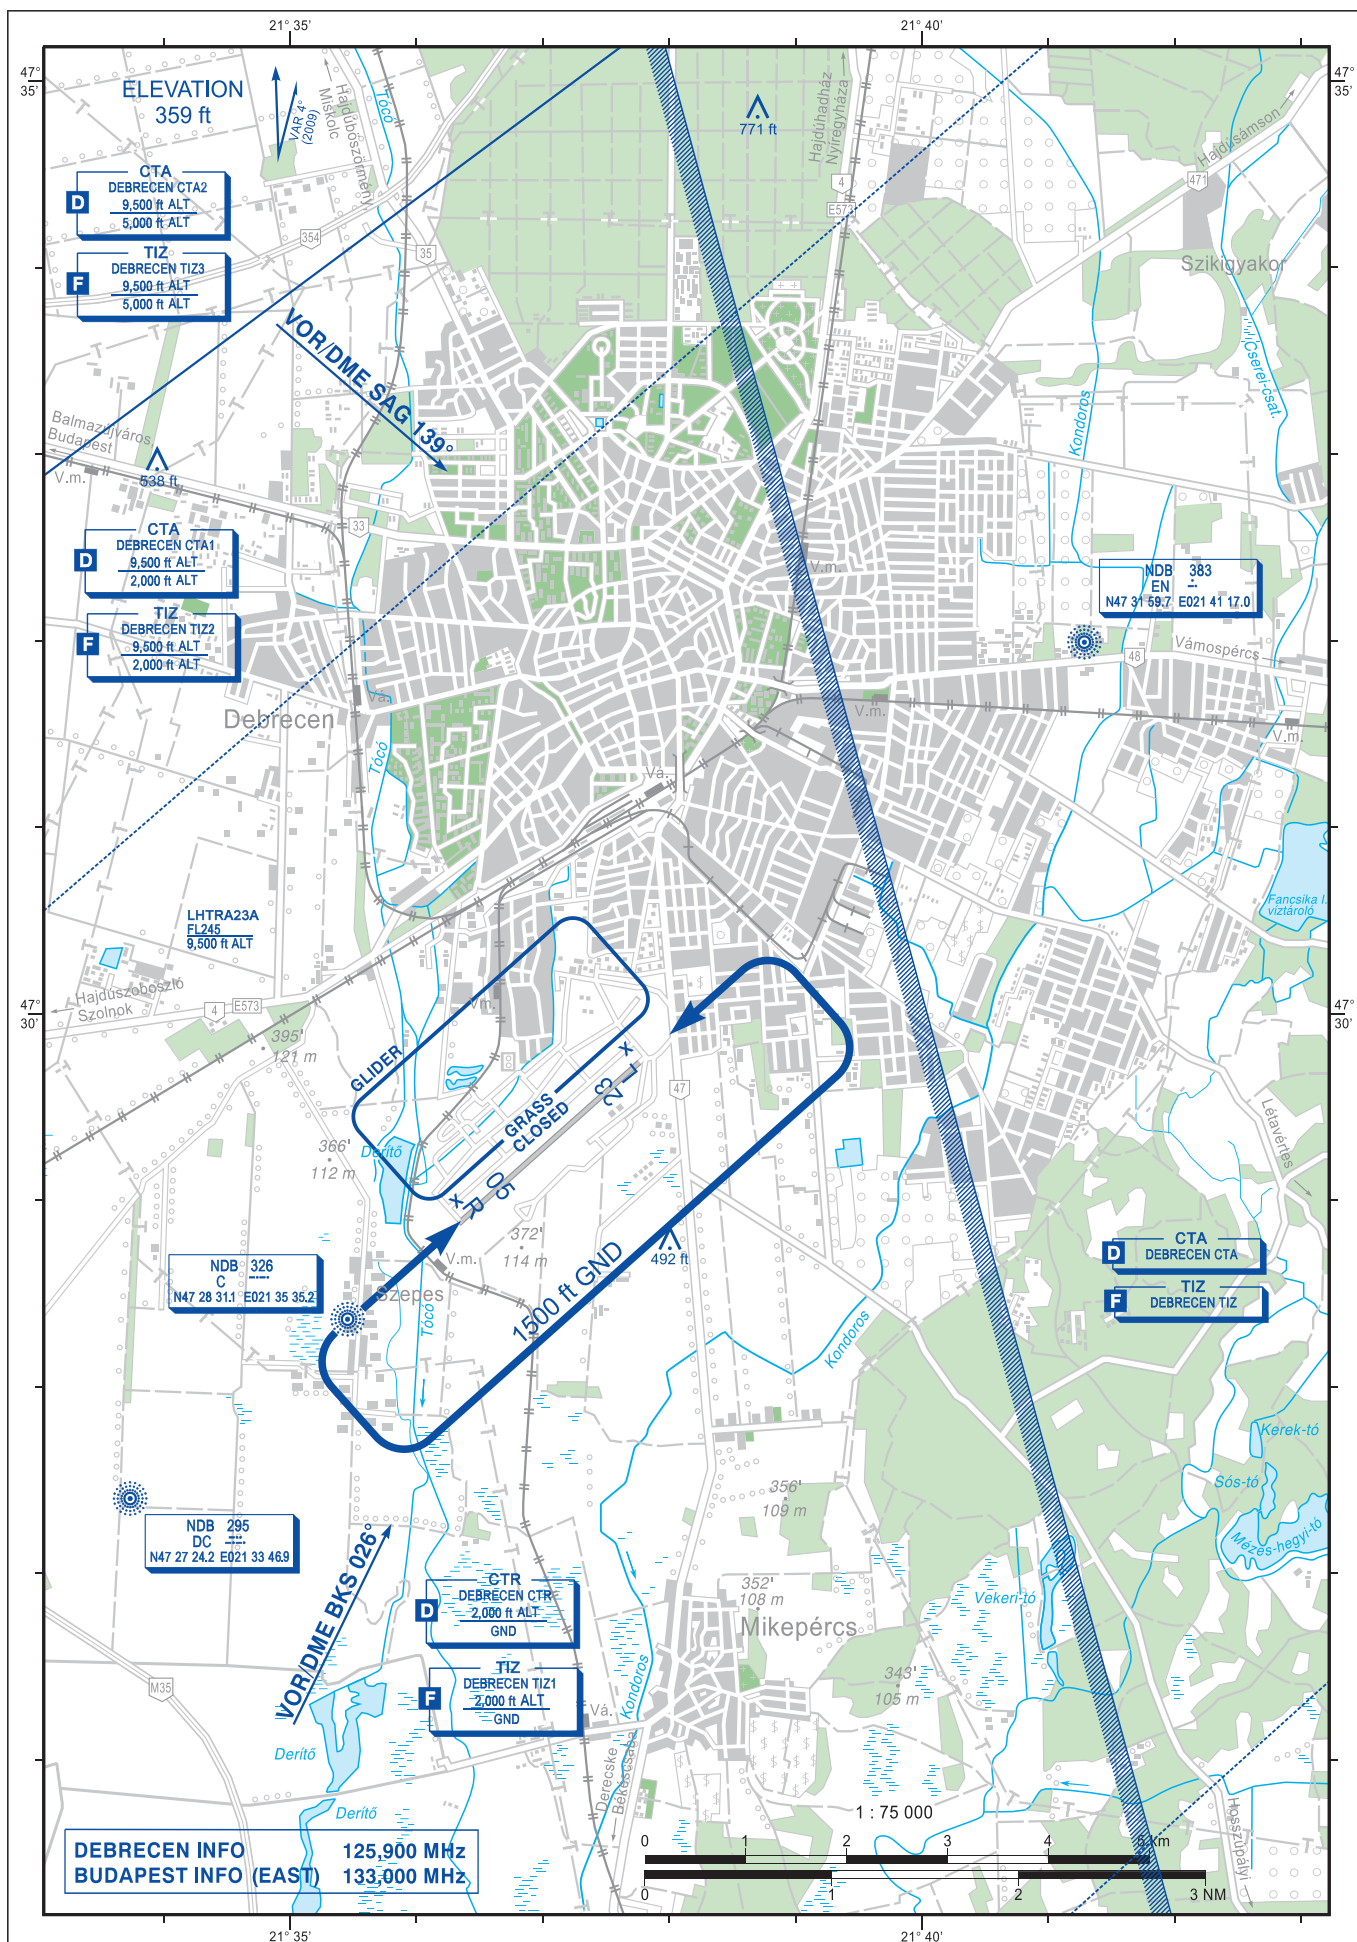 21° 35'
21° 40'
47°
35'
47°
35'
ELEVATION
359 ft
VAR 4°
(2009)
Hajdúböszörmény
Miskolc
Tócó
771 ft
Hajdúhadház
Nyíregyháza
4
E573
Hajdúsámson
471
CTA
DEBRECEN CTA2
D
9,500 ft ALT
5,000 ft ALT
TIZ
DEBRECEN TIZ3
F
9,500 ft ALT
5,000 ft ALT
354
35
Szikigyakor
VOR/DME SAG 139°
Cserei-csat.
Kondoros
Balmazújváros
Budapest
V.m.
538 ft
33
CTA
DEBRECEN CTA1
D
9,500 ft ALT
2,000 ft ALT
V.m.
NDB 383
EN
N47 31 59.7 E021 41 17.0
TIZ
DEBRECEN TIZ2
F
9,500 ft ALT
2,000 ft ALT
48
Vámospércs
Debrecen
Vá.
V.m.
V.m.
Tócó
Vá.
LHTRA23A
FL245
9,500 ft ALT
Fancsika I.
víztároló
Hajdúszoboszló
Szolnok
4
E573
Vm.
47°
30'
47°
30'
395'
121 m
GLIDER
GRASS
CLOSED
x
L
23
47
366'
112 m
Derítő
05
R
x
Létavértes
372'
114 m
492 ft
V.m.
1500 ft GND
CTA
D
DEBRECEN CTA
NDB 326
C
N47 28 31.1 E021 35 35.2
Szepes
TIZ
F
DEBRECEN TIZ
Tócó
Kondoros
Kerek-tó
Sós-tó
Mézes-hegyi-tó
356'
109 m
NDB 295
DC
N47 27 24.2 E021 33 46.9
VOR/DME BKS 026°
CTR
DEBRECEN CTR
D
2,000 ft ALT
GND
352'
108 m
Vekeri-tó
Mikepércs
TIZ
DEBRECEN TIZ1
F
2,000 ft ALT
GND
343'
105 m
M35
Kondoros
Vá.
Derítő
Derecske
Békéscsaba
Derítő
Hosszúpályi
1 : 75 000
0 1 2 3 4 5 km
0 1 2 3 NM
DEBRECEN INFO 125,900 MHz
BUDAPEST INFO (EAST) 133,000 MHz
21° 35'
21° 40'